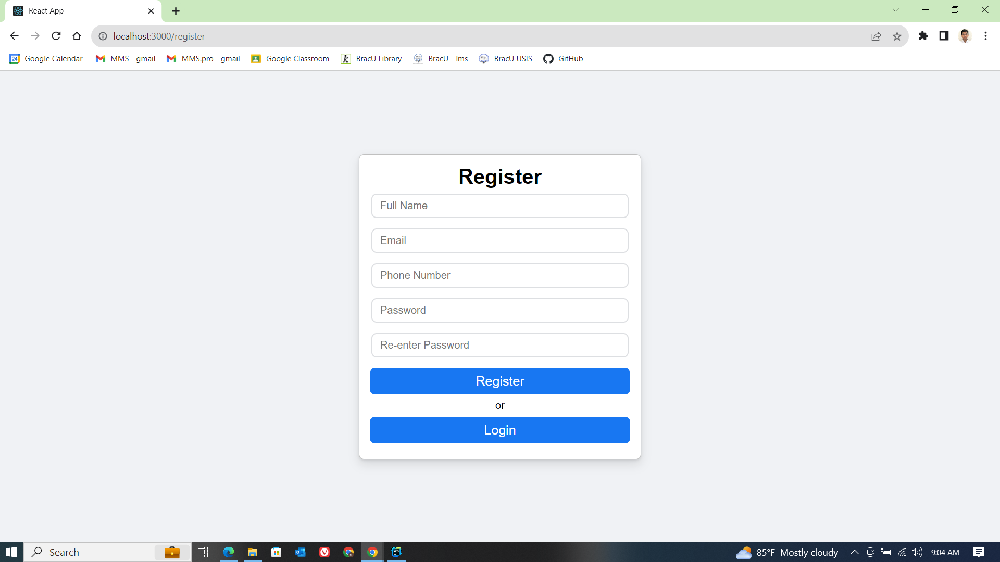 React App
localhost:3000/register
24 Google Calendar MMS - gmail MMS.pro - gmail Google Classroom k BracU Library BracU - lms BracU USIS GitHub
Register
Full Name
Email
Phone Number
Password
Re-enter Password
Register
or
Login
Search WS 85°F Mostly cloudy 9:04 AM